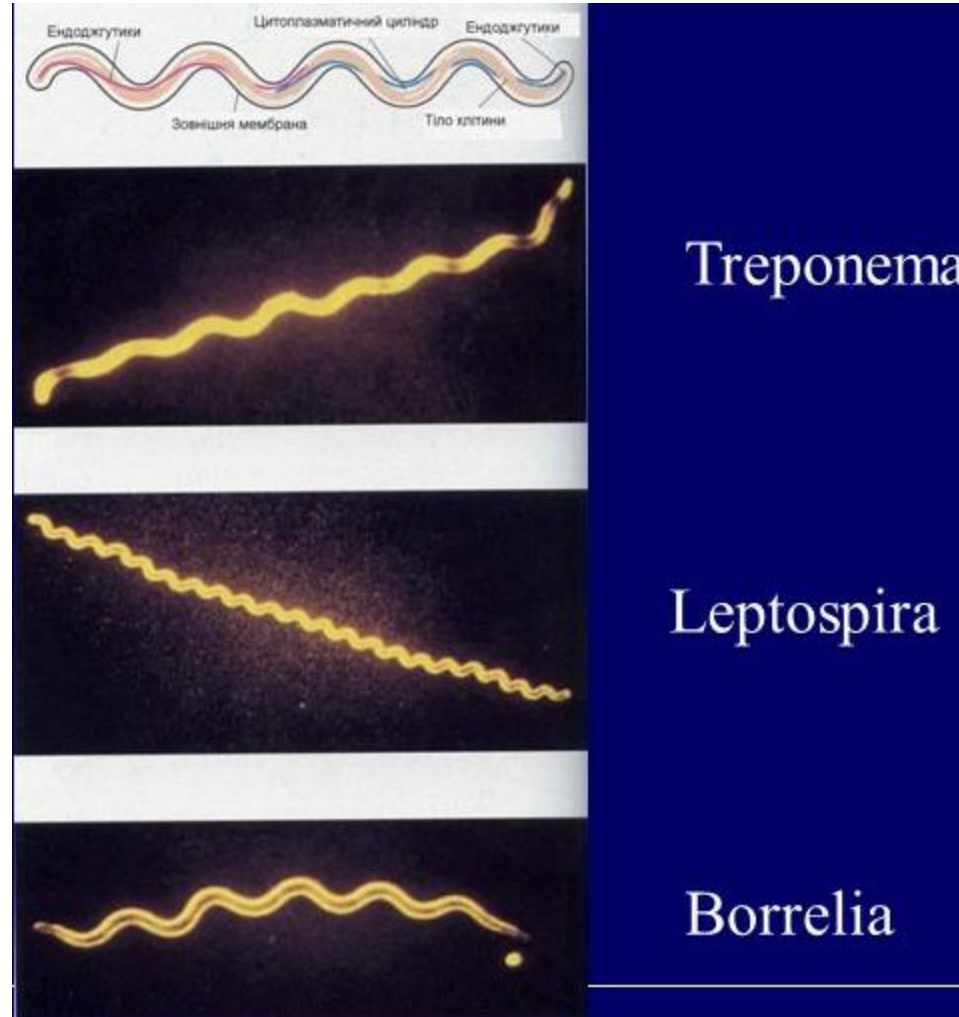 Ендоджгутики
Цитоплазматичний циліндр
Ендоджгутики
Зовнішня мембрана
Тіло клітини
Treponema
Leptospira
Borrelia